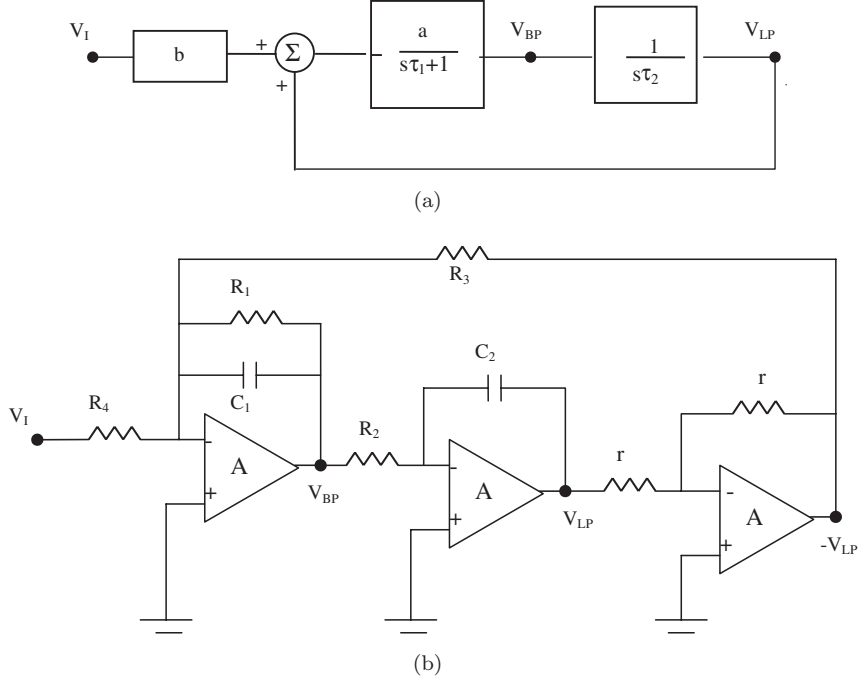 V_I
b
+
Σ
+
-
a
sτ₁+1
V_BP
1
sτ₂
V_LP
(a)
R₃
R₁
C₁
V_I
R₄
-
+
A
V_BP
R₂
C₂
-
+
A
V_LP
r
r
-
+
A
-V_LP
(b)